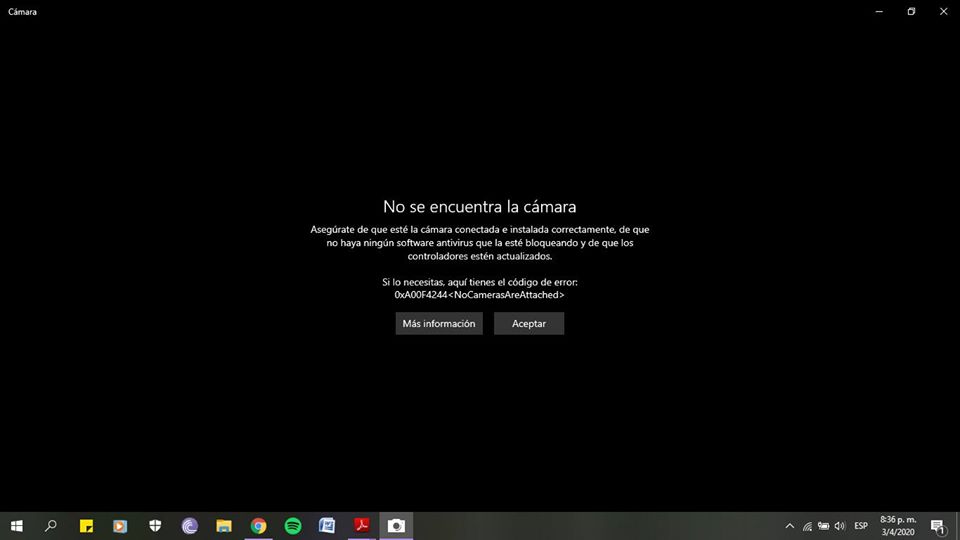 Cámara
No se encuentra la cámara
Asegúrate de que esté la cámara conectada e instalada correctamente, de que
no haya ningún software antivirus que la esté bloqueando y de que los
controladores estén actualizados.
Si lo necesitas, aquí tienes el código de error:
0xA00F4244<NoCamerasAreAttached>
Más información
Aceptar
ESP
8:36 p. m.
3/4/2020
1